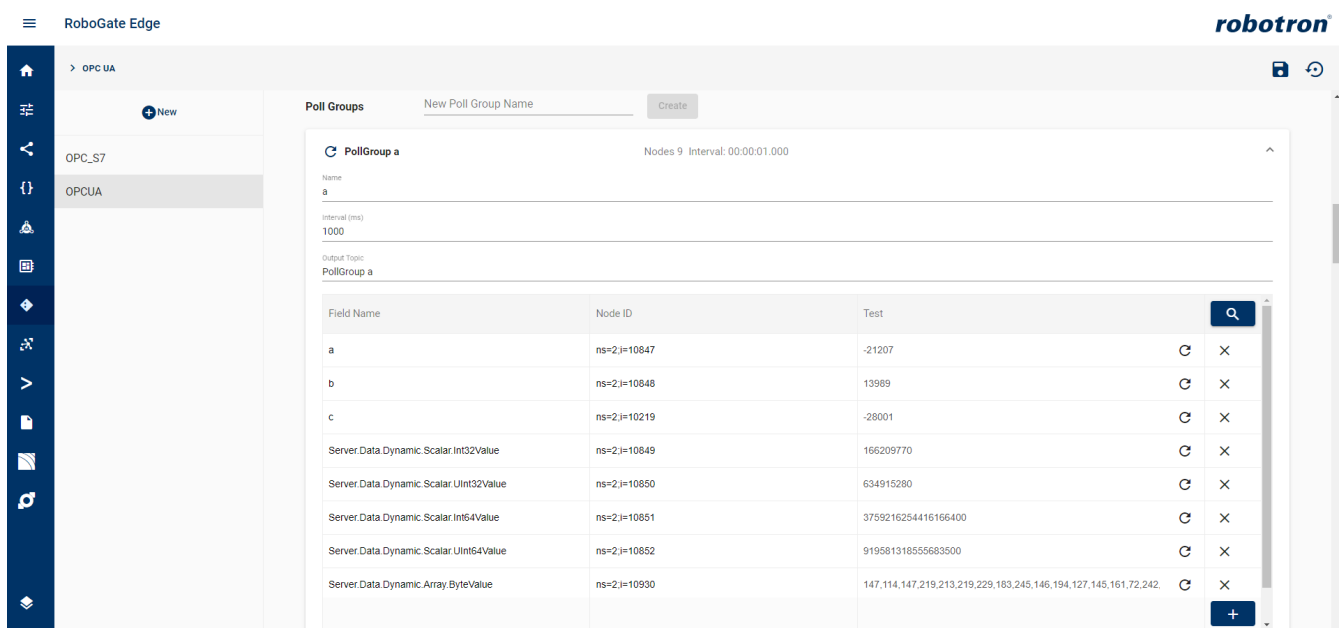 RoboGate Edge
robotron®
> OPC UA
New
OPC_S7
OPCUA
Poll Groups New Poll Group Name Create
PollGroup a Nodes 9 Interval: 00:00:01.000
Name
a
Interval (ms)
1000
Output Topic
PollGroup a
Field Name Node ID Test
a ns=2;i=10847 -21207
b ns=2;i=10848 13989
c ns=2;i=10219 -28001
Server.Data.Dynamic.Scalar.Int32Value ns=2;i=10849 166209770
Server.Data.Dynamic.Scalar.UInt32Value ns=2;i=10850 634915280
Server.Data.Dynamic.Scalar.Int64Value ns=2;i=10851 3759216254416166400
Server.Data.Dynamic.Scalar.UInt64Value ns=2;i=10852 919581318555683500
Server.Data.Dynamic.Array.ByteValue ns=2;i=10930 147,114,147,219,213,219,229,183,245,146,194,127,145,161,72,242,